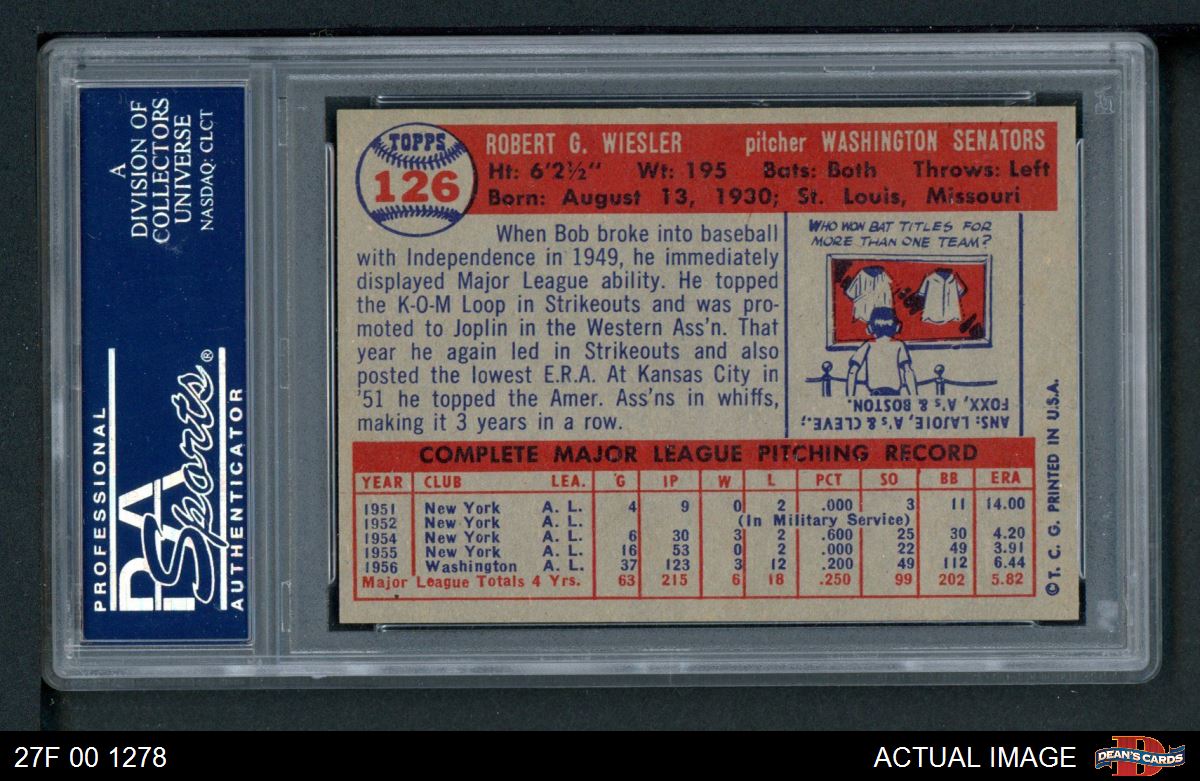 A
DIVISION OF
COLLECTORS
UNIVERSE
NASDAQ: CLCT
PROFESSIONAL
PSA
Sports®
AUTHENTICATOR
TOPPS
126
ROBERT G. WIESLER pitcher WASHINGTON SENATORS
Ht: 6'2½" Wt: 195 Bats: Both Throws: Left
Born: August 13, 1930; St. Louis, Missouri
When Bob broke into baseball
with Independence in 1949, he immediately
displayed Major League ability. He topped
the K-O-M Loop in Strikeouts and was pro-
moted to Joplin in the Western Ass'n. That
year he again led in Strikeouts and also
posted the lowest E.R.A. At Kansas City in
'51 he topped the Amer. Ass'ns in whiffs,
making it 3 years in a row.
WHO WON BAT TITLES FOR
MORE THAN ONE TEAM?
ANS: LAJOIE, A's & CLEVE.,
FOXX, A's & BOSTON.
COMPLETE MAJOR LEAGUE PITCHING RECORD
YEAR CLUB LEA. G IP W L PCT SO BB ERA
1951 New York A. L. 4 9 0 2 .000 3 11 14.00
1952 New York A. L. (In Military Service)
1954 New York A. L. 6 30 3 2 .600 25 30 4.20
1955 New York A. L. 16 53 0 2 .000 22 49 3.91
1956 Washington A. L. 37 123 3 12 .200 49 112 6.44
Major League Totals 4 Yrs. 63 215 6 18 .250 99 202 5.82
©T. C. G. PRINTED IN U.S.A.
27F 00 1278
ACTUAL IMAGE
D
DEAN'S CARDS